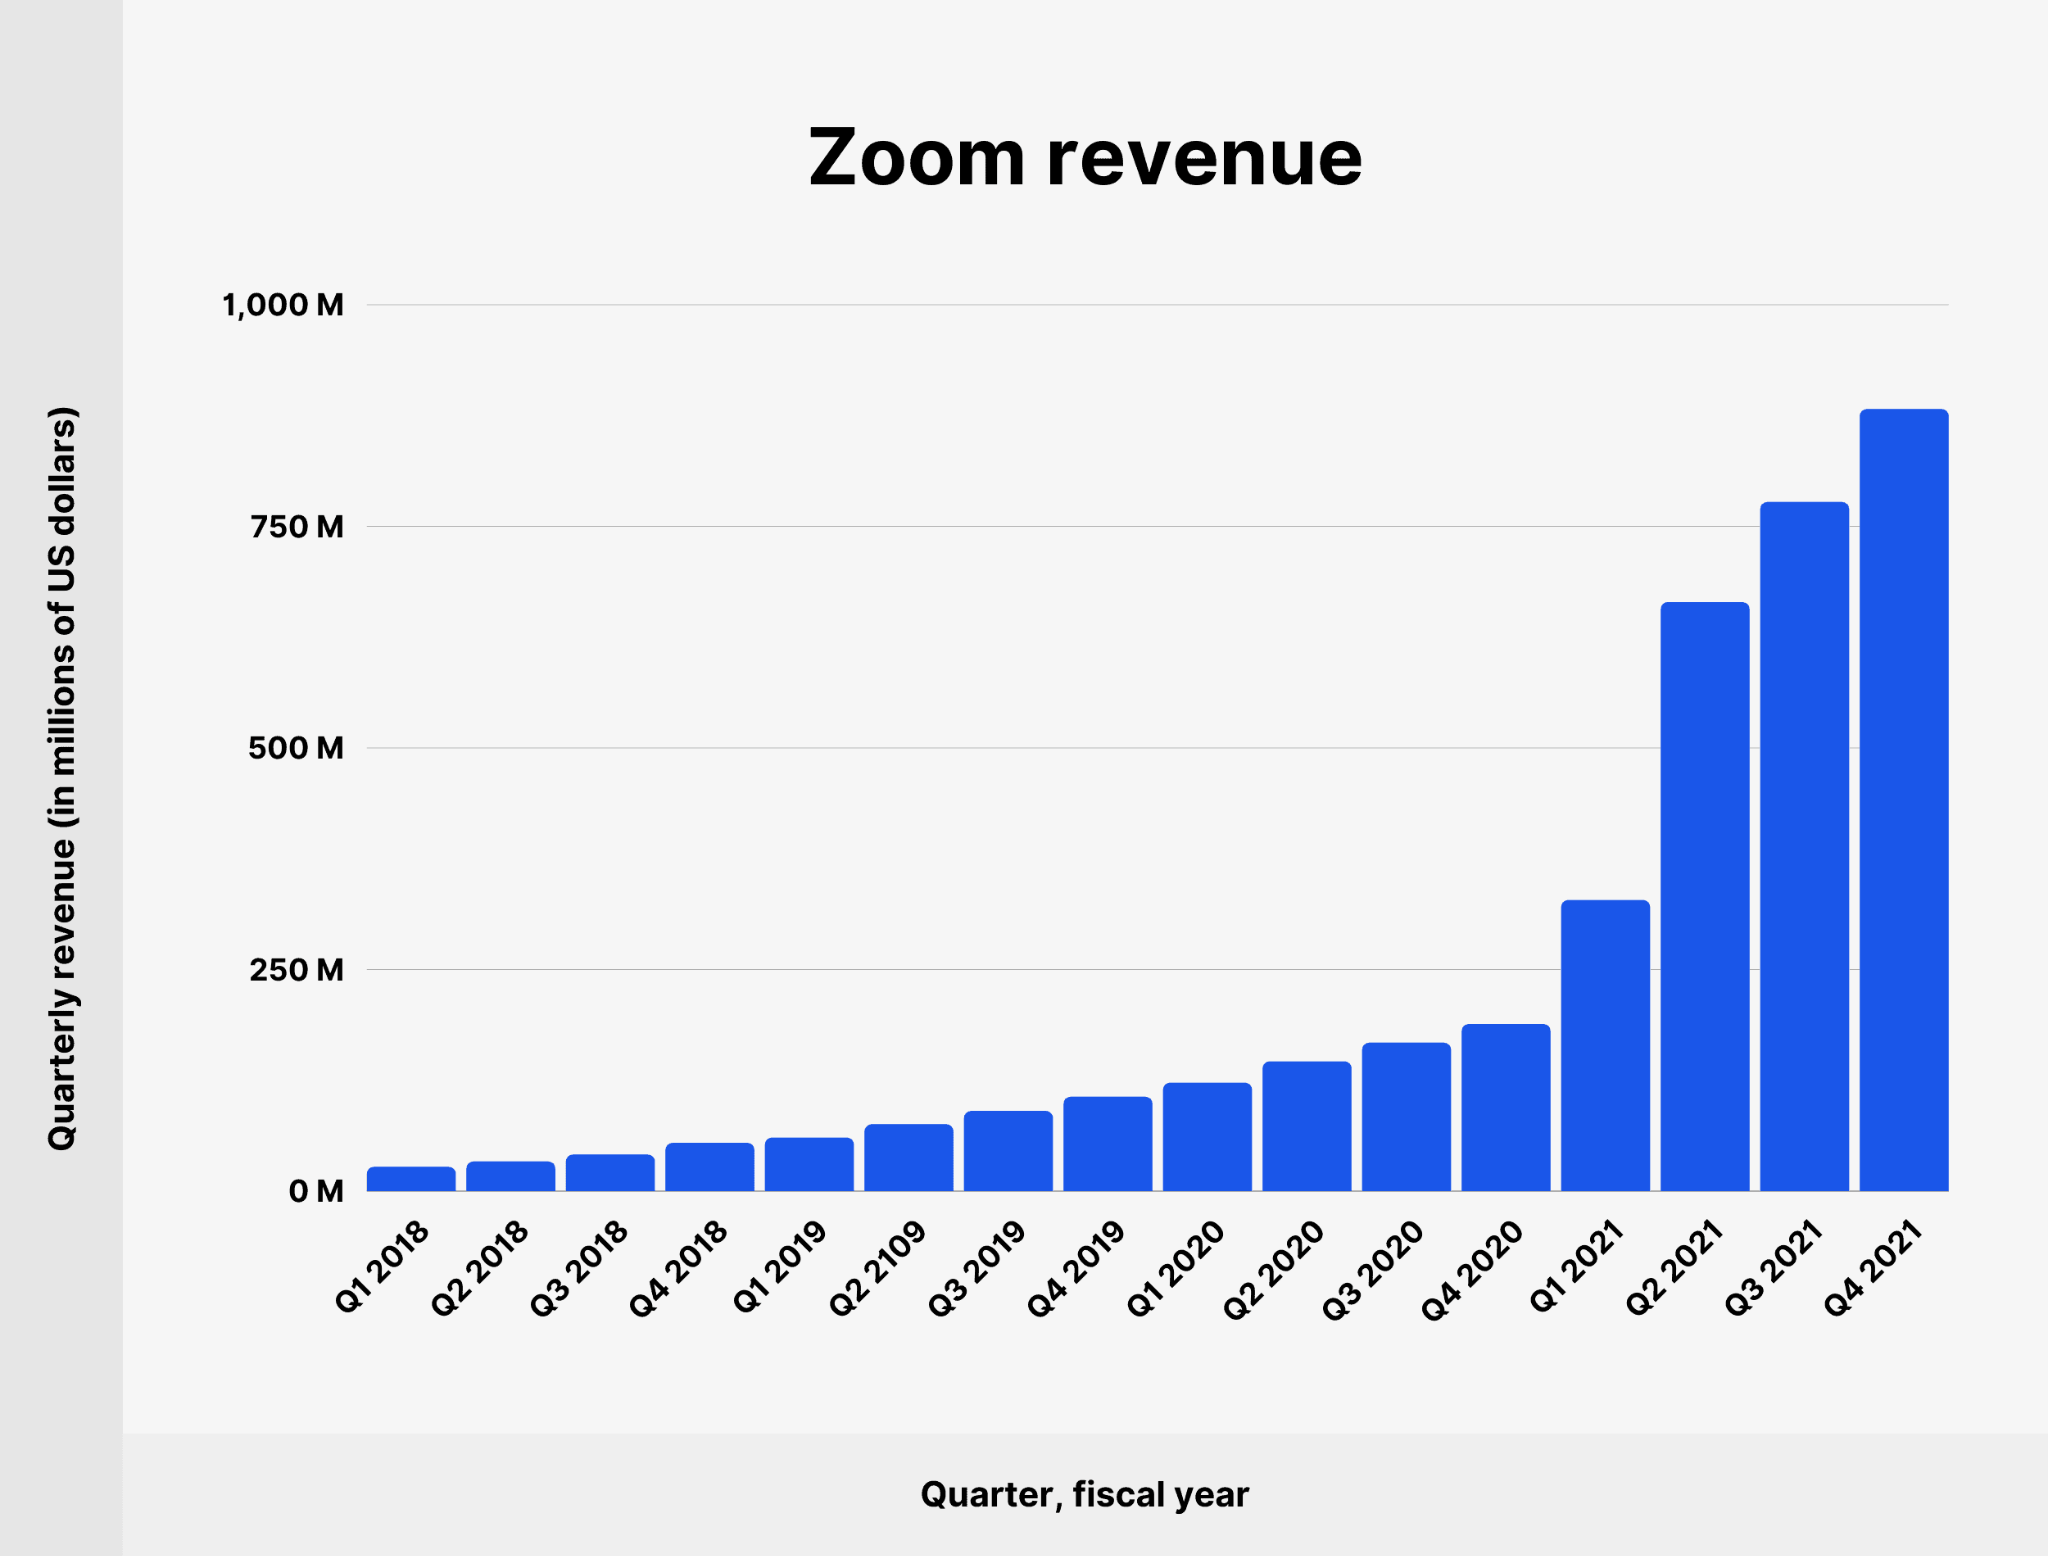 Zoom revenue
Quarterly revenue (in millions of US dollars)
1,000 M
750 M
500 M
250 M
0 M
Q1 2018
Q2 2018
Q3 2018
Q4 2018
Q1 2019
Q2 2109
Q3 2019
Q4 2019
Q1 2020
Q2 2020
Q3 2020
Q4 2020
Q1 2021
Q2 2021
Q3 2021
Q4 2021
Quarter, fiscal year